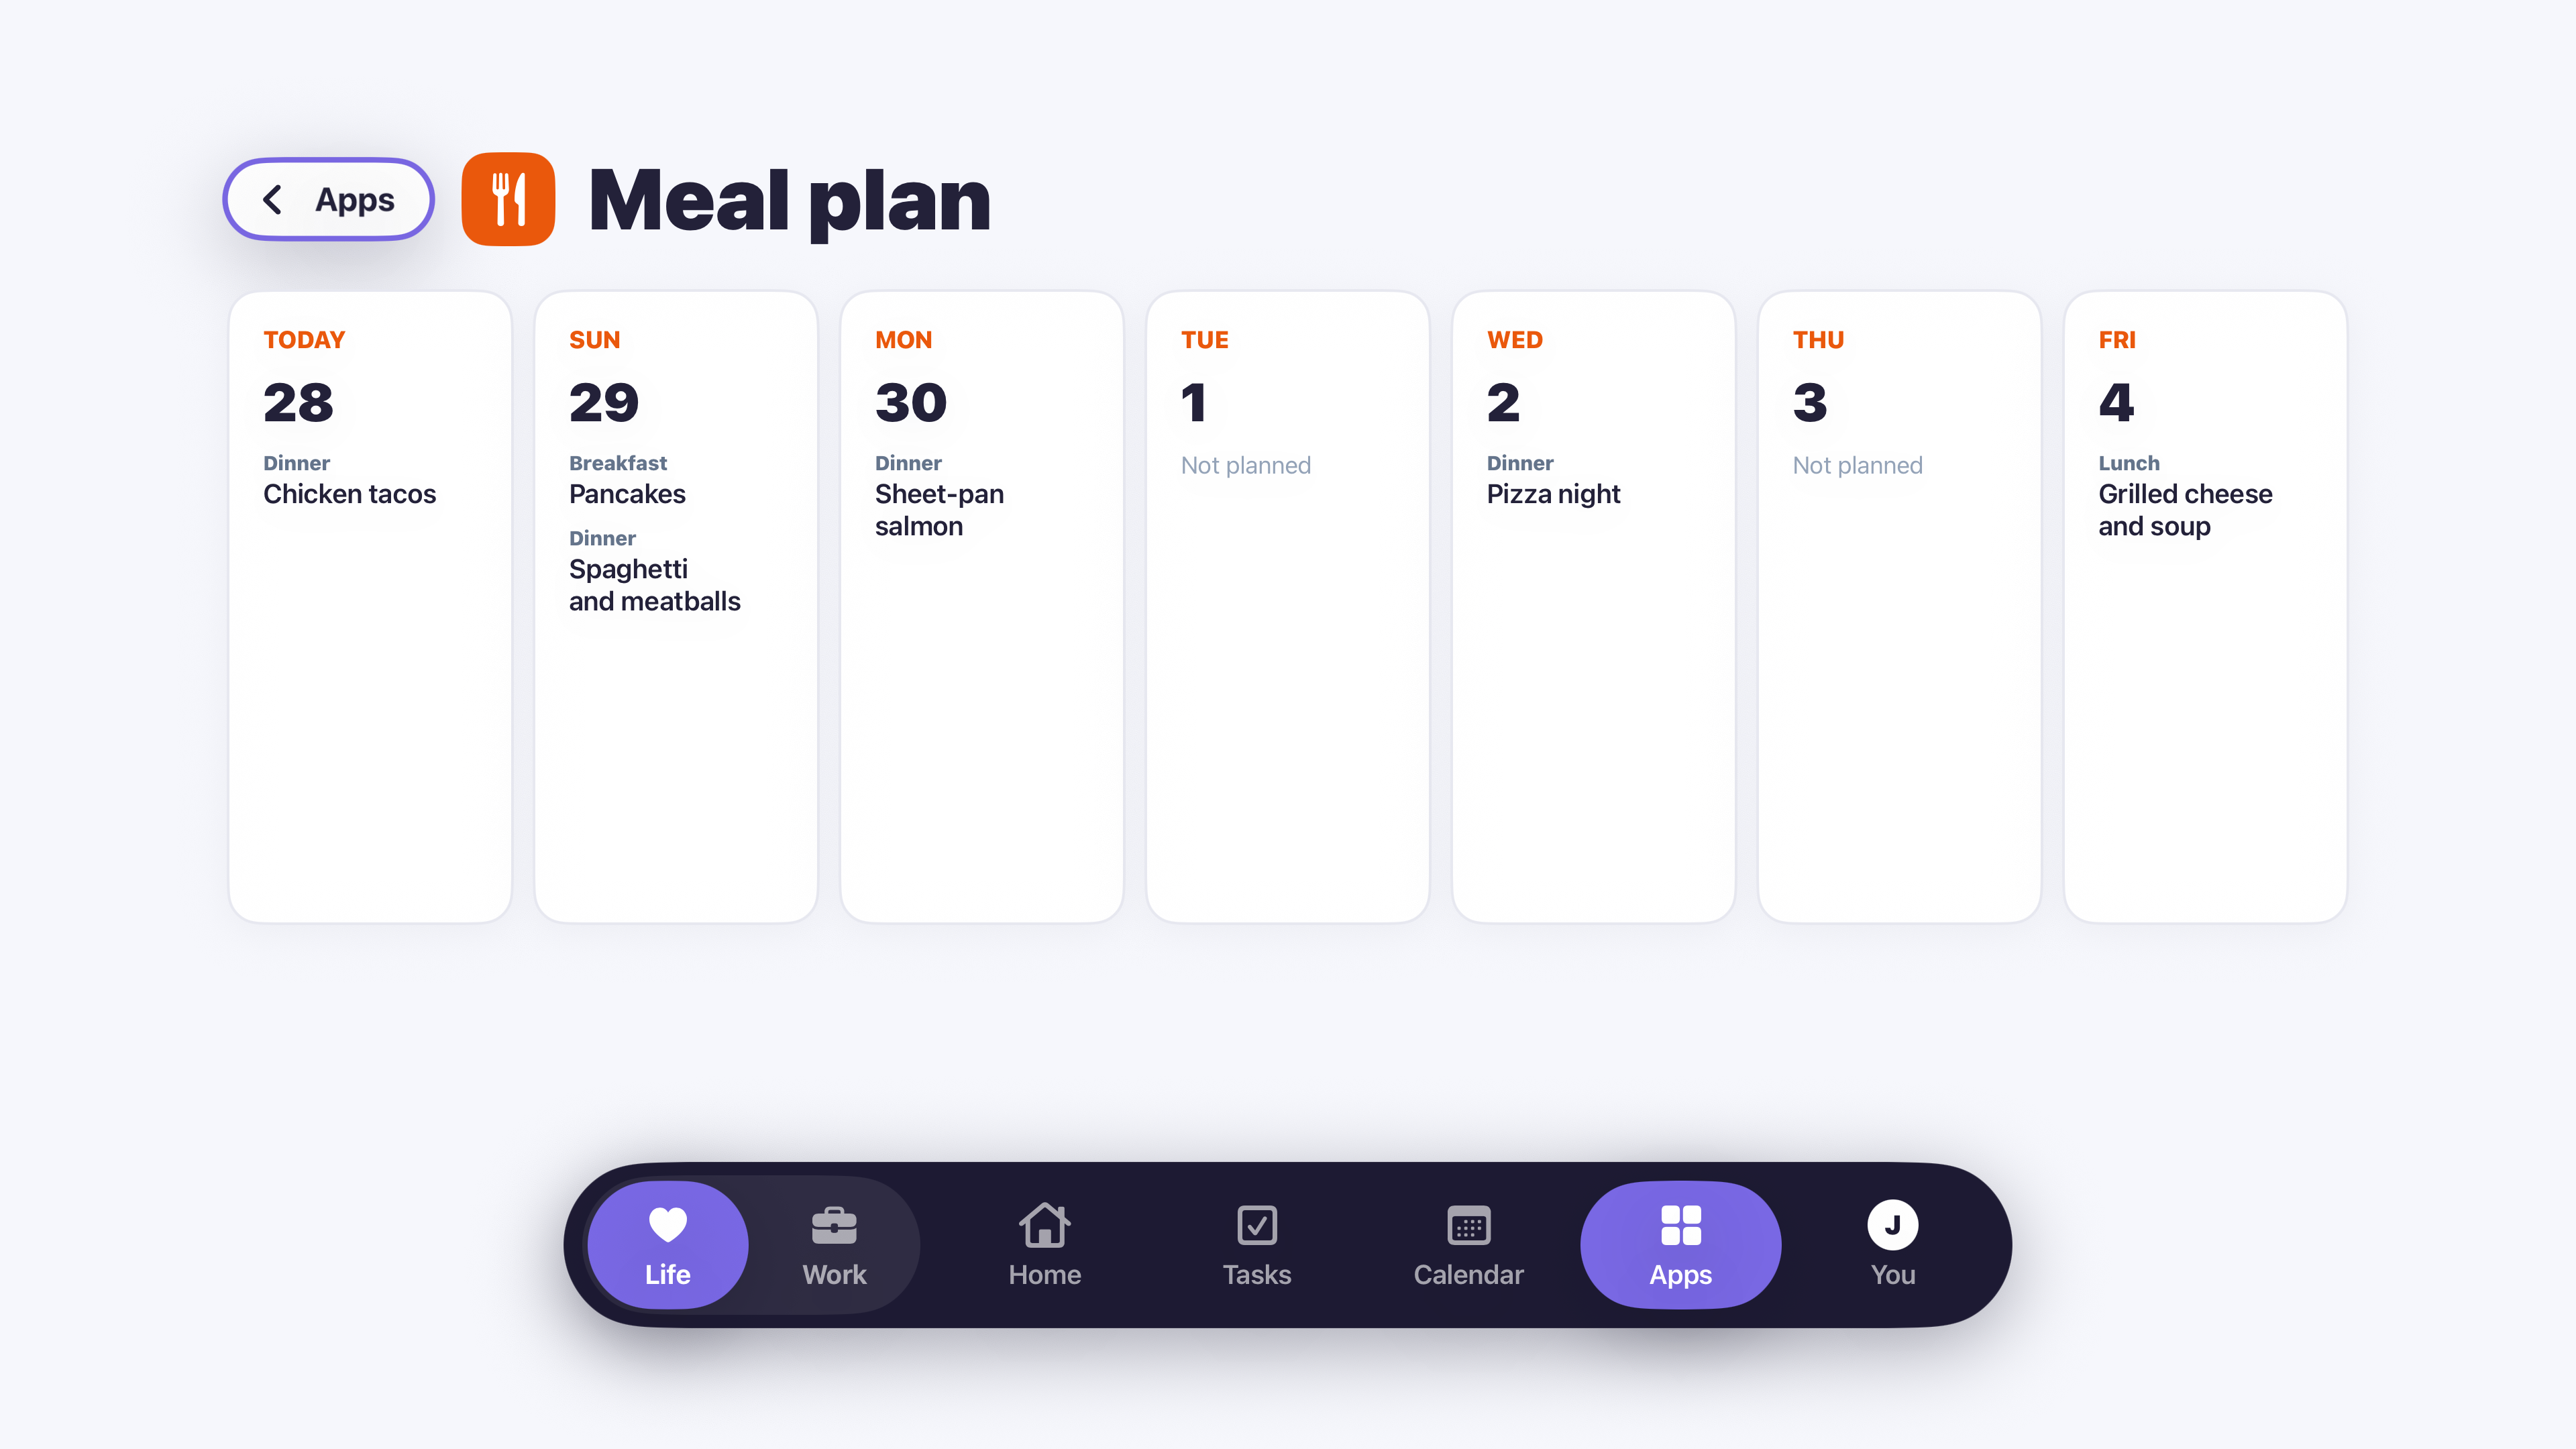 Apps
Meal plan
TODAY
28
Dinner
Chicken tacos
SUN
29
Breakfast
Pancakes
Dinner
Spaghetti
and meatballs
MON
30
Dinner
Sheet-pan
salmon
TUE
1
Not planned
WED
2
Dinner
Pizza night
THU
3
Not planned
FRI
4
Lunch
Grilled cheese
and soup
Life
Work
Home
Tasks
Calendar
Apps
J
You